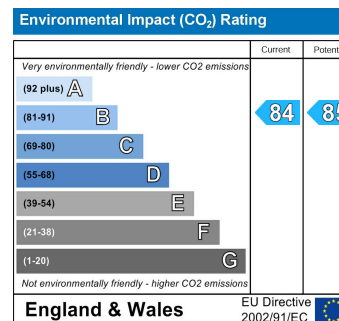 Environmental Impact (CO₂) Rating
Current
Very environmentally friendly - lower CO2 emissions
(92 plus) A
(81-91) B
84
(69-80) C
(55-68) D
(39-54) E
(21-38) F
(1-20) G
Not environmentally friendly - higher CO2 emissions
England & Wales
EU Directive
2002/91/EC